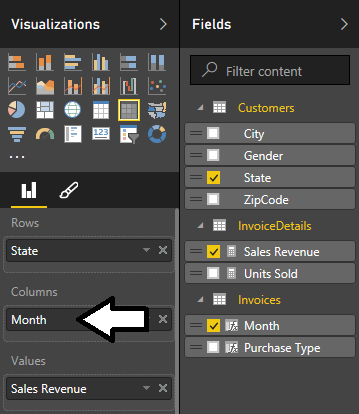 Visualizations
Fields
Filter content
Customers
City
Gender
State
ZipCode
InvoiceDetails
Sales Revenue
Units Sold
Invoices
Month
Purchase Type
123
R
...
Rows
State
Columns
Month
Values
Sales Revenue